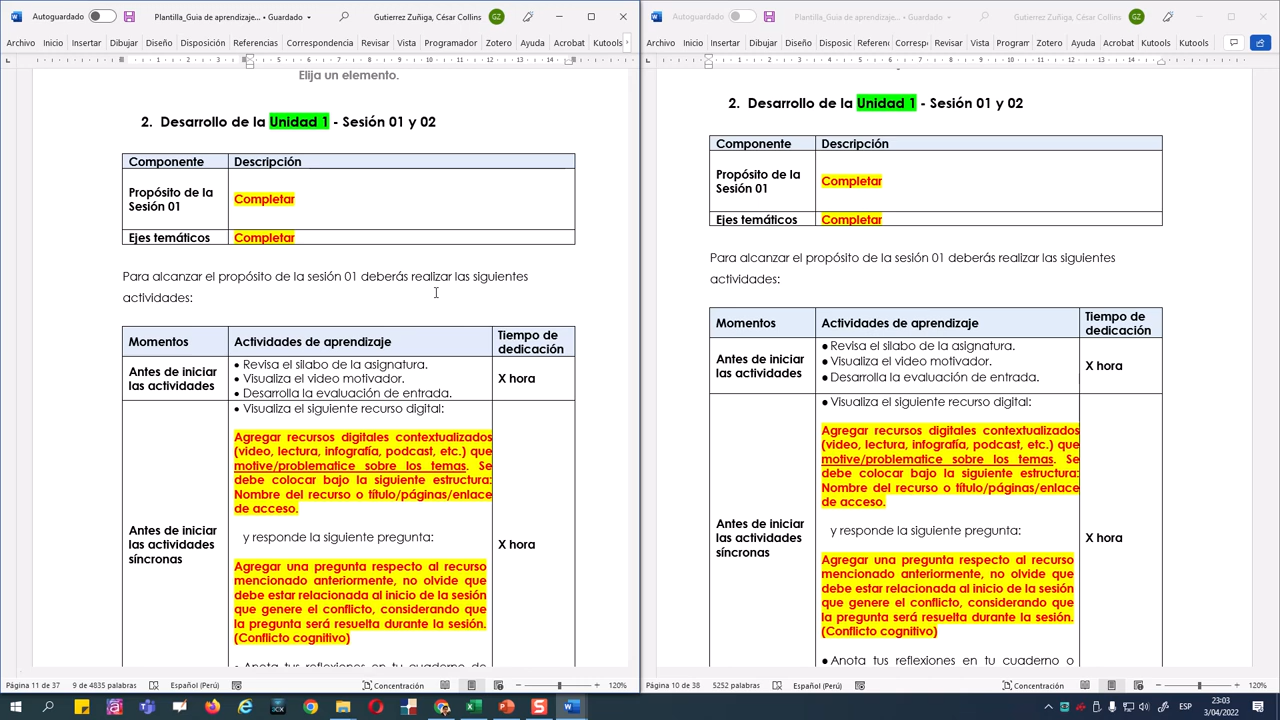 Autoguardado
Plantilla_Guia de aprendizaje... • Guardado
Gutierrez Zuñiga, César Collins
GZ
Archivo Inicio Insertar Dibujar Diseño Disposición Referencias Correspondencia Revisar Vista Programador Zotero Ayuda Acrobat Kutools
Elija un elemento.
2. Desarrollo de la Unidad 1 - Sesión 01 y 02
Componente Descripción
Propósito de la
Sesión 01
Completar
Ejes temáticos Completar
Para alcanzar el propósito de la sesión 01 deberás realizar las siguientes
actividades:
Momentos Actividades de aprendizaje Tiempo de
dedicación
Antes de iniciar
las actividades
• Revisa el silabo de la asignatura.
• Visualiza el video motivador.
• Desarrolla la evaluación de entrada.
X hora
Antes de iniciar
las actividades
síncronas
• Visualiza el siguiente recurso digital:
Agregar recursos digitales contextualizados
(video, lectura, infografía, podcast, etc.) que
motive/problematice sobre los temas. Se
debe colocar bajo la siguiente estructura:
Nombre del recurso o título/páginas/enlace
de acceso.
y responde la siguiente pregunta:
Agregar una pregunta respecto al recurso
mencionado anteriormente, no olvide que
debe estar relacionada al inicio de la sesión
que genere el conflicto, considerando que
la pregunta será resuelta durante la sesión.
(Conflicto cognitivo)
• Anota tus reflexiones en tu cuaderno de
X hora
Página 11 de 37 9 de 4835 palabras Español (Perú) Concentración 120%
Autoguardado
Plantilla_Guia de aprendizaje... • Guardado
Gutierrez Zuñiga, César Collins
GZ
Archivo Inicio Insertar Dibujar Diseño Disposic Referenc Corresp Revisar Vista Program Zotero Ayuda Acrobat Kutools Kutools
2. Desarrollo de la Unidad 1 - Sesión 01 y 02
Componente Descripción
Propósito de la
Sesión 01
Completar
Ejes temáticos Completar
Para alcanzar el propósito de la sesión 01 deberás realizar las siguientes
actividades:
Momentos Actividades de aprendizaje Tiempo de
dedicación
Antes de iniciar
las actividades
● Revisa el silabo de la asignatura.
● Visualiza el video motivador.
● Desarrolla la evaluación de entrada.
X hora
Antes de iniciar
las actividades
síncronas
● Visualiza el siguiente recurso digital:
Agregar recursos digitales contextualizados
(video, lectura, infografía, podcast, etc.) que
motive/problematice sobre los temas. Se
debe colocar bajo la siguiente estructura:
Nombre del recurso o título/páginas/enlace
de acceso.
y responde la siguiente pregunta:
Agregar una pregunta respecto al recurso
mencionado anteriormente, no olvide que
debe estar relacionada al inicio de la sesión
que genere el conflicto, considerando que
la pregunta será resuelta durante la sesión.
(Conflicto cognitivo)
● Anota tus reflexiones en tu cuaderno o
X hora
Página 10 de 38 5252 palabras Español (Perú) Concentración 120%
ESP
23:03
3/04/2022